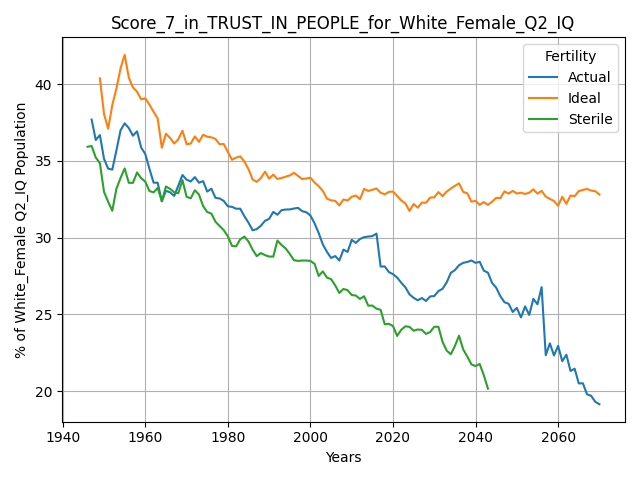 Score_7_in_TRUST_IN_PEOPLE_for_White_Female_Q2_IQ
Fertility
Actual
Ideal
Sterile
% of White_Female Q2_IQ Population
40
35
30
25
20
1940 1960 1980 2000 2020 2040 2060
Years